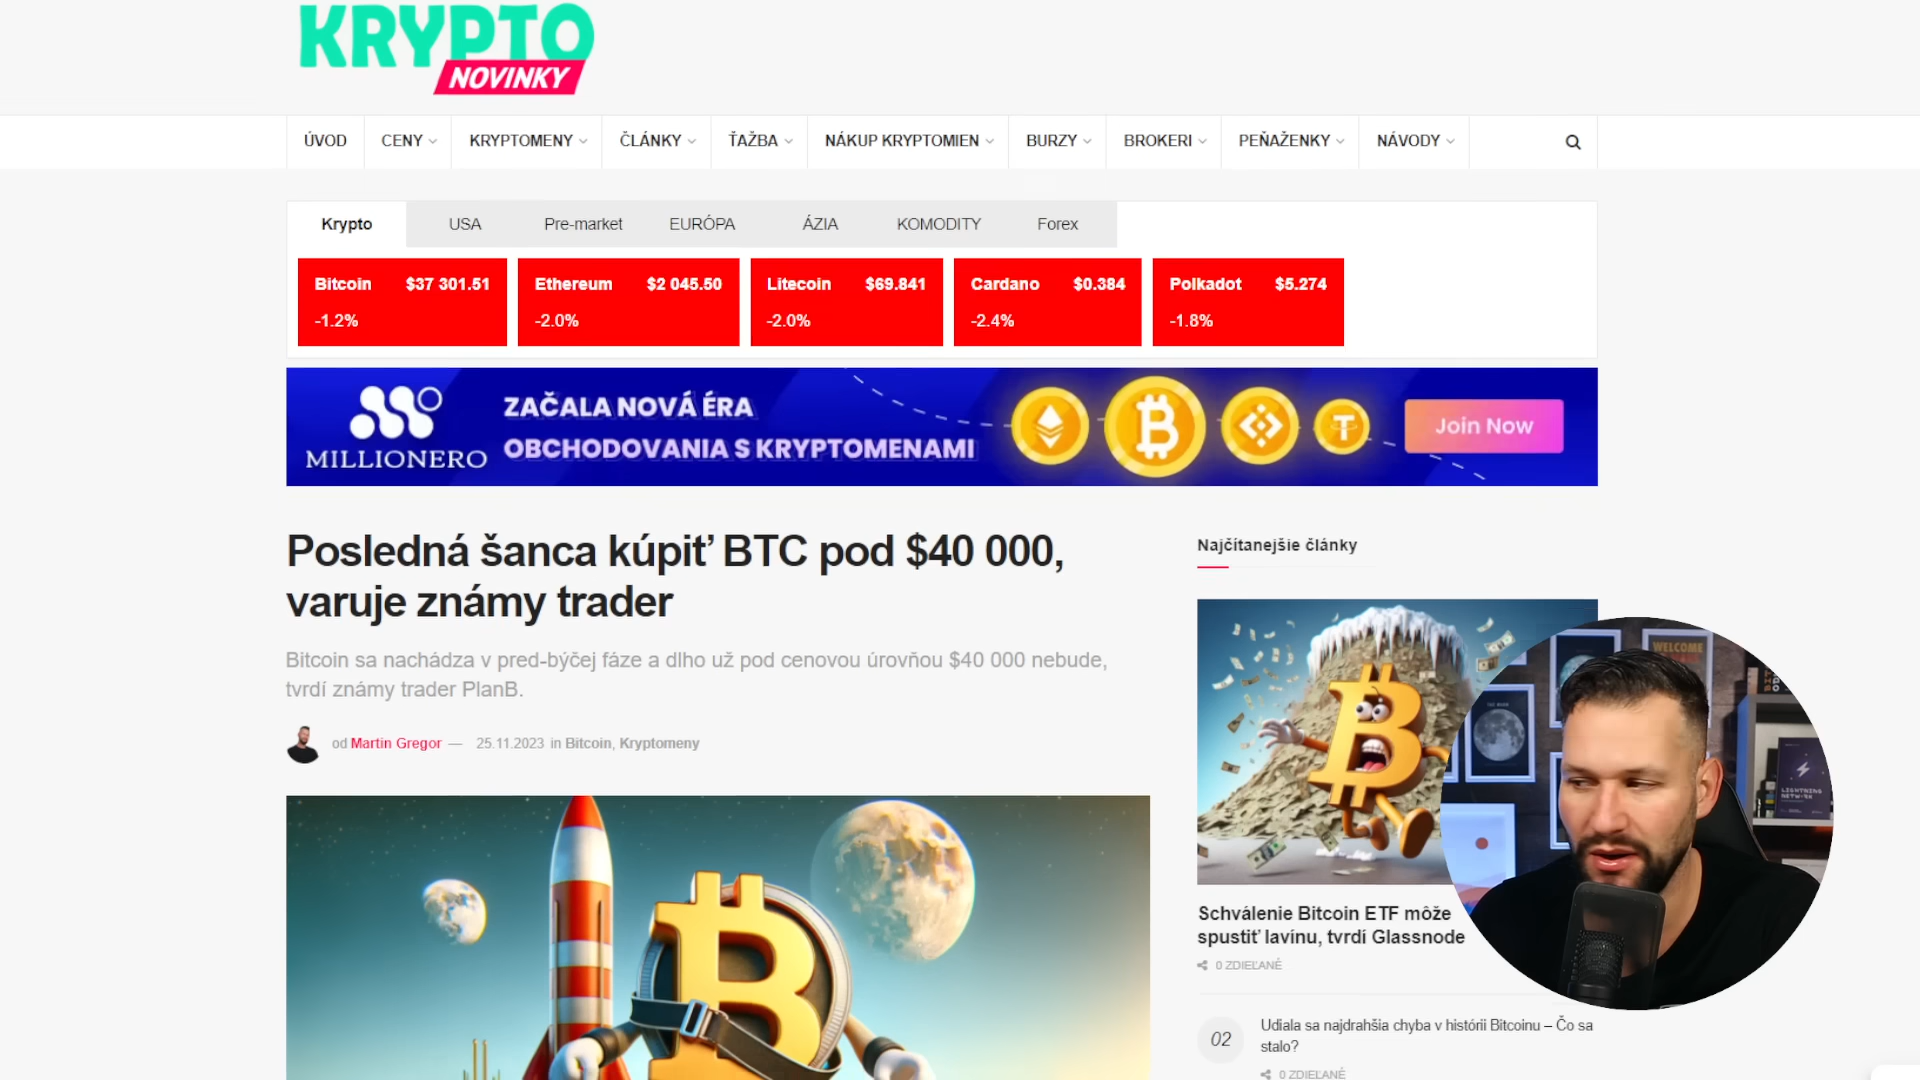 KRYPTO
NOVINKY
ÚVOD CENY KRYPTOMENY ČLÁNKY ŤAŽBA NÁKUP KRYPTOMIEN BURZY BROKERI PEŇAŽENKY NÁVODY
Krypto USA Pre-market EURÓPA ÁZIA KOMODITY Forex
Bitcoin $37 301.51 Ethereum $2 045.50 Litecoin $69.841 Cardano $0.384 Polkadot $5.274
-1.2% -2.0% -2.0% -2.4% -1.8%
MILLIONERO
ZAČALA NOVÁ ÉRA
OBCHODOVANIA S KRYPTOMENAMI
Join Now
Posledná šanca kúpiť BTC pod $40 000,
varuje známy trader
Bitcoin sa nachádza v pred-býčej fáze a dlho už pod cenovou úrovňou $40 000 nebude,
tvrdí známy trader PlanB.
od Martin Gregor — 25.11.2023 in Bitcoin, Kryptomeny
Najčítanejšie články
WELCOME
LIGHTNING
NETWORK
Schválenie Bitcoin ETF môže
spustiť lavínu, tvrdí Glassnode
0 ZDIEĽANÉ
02
Udiala sa najdrahšia chyba v histórii Bitcoinu – Čo sa
stalo?
0 ZDIEĽANÉ